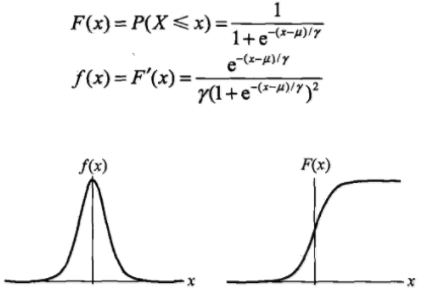 F(x) = P(X ⩽ x) = 1 / (1 + e^{-(x-μ)/γ})
f(x) = F′(x) = e^{-(x-μ)/γ} / (γ(1 + e^{-(x-μ)/γ})^2)
f(x) F(x)
x x